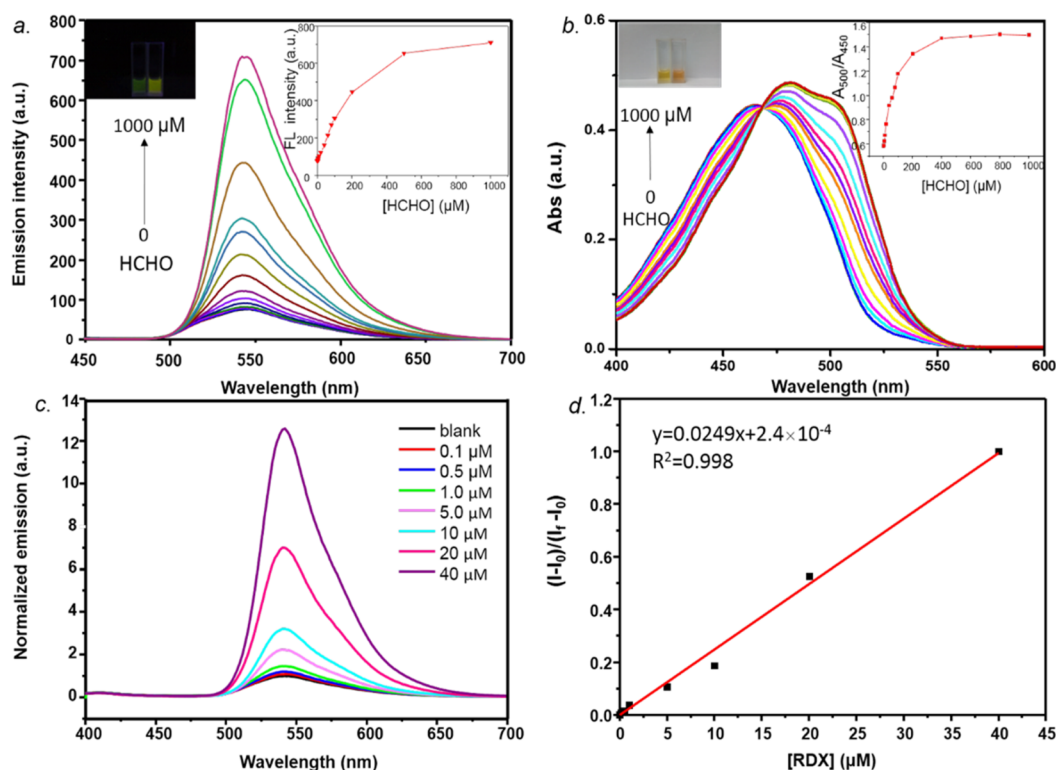 a.
800
700
600
500
400
300
200
100
0
Emission intensity (a.u.)
1000 µM
0
HCHO
450 500 550 600 650 700
Wavelength (nm)
FL intensity (a.u.)
800
600
400
200
0
0 200 400 600 800 1000
[HCHO] (µM)
b.
0.6
0.4
0.2
0.0
Abs (a.u.)
1000 µM
0
HCHO
400 450 500 550 600
Wavelength (nm)
A500/A450
1.6
1.4
1.2
1.0
0.8
0.6
0 200 400 600 800 1000
[HCHO] (µM)
c.
14
12
10
8
6
4
2
0
Normalized emission (a.u.)
blank
0.1 µM
0.5 µM
1.0 µM
5.0 µM
10 µM
20 µM
40 µM
400 450 500 550 600 650 700
Wavelength (nm)
d.
1.2
1.0
0.8
0.6
0.4
0.2
0.0
(I-I0)/(If -I0)
y=0.0249x+2.4×10-4
R2=0.998
0 5 10 15 20 25 30 35 40 45
[RDX] (µM)